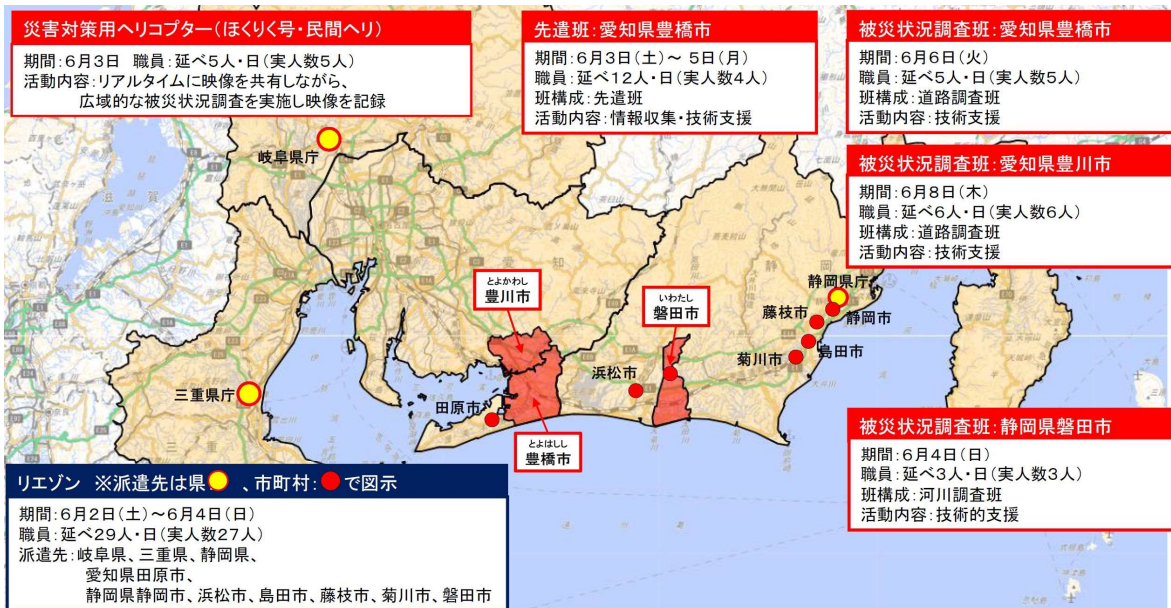 災害対策用ヘリコプター(ほくりく号・民間ヘリ)
期間:6月3日 職員:延べ5人・日(実人数5人)
活動内容:リアルタイムに映像を共有しながら、
広域的な被災状況調査を実施し映像を記録
先遣班:愛知県豊橋市
期間:6月3日(土)~ 5日(月)
職員:延べ12人・日(実人数4人)
班構成:先遣班
活動内容:情報収集・技術支援
被災状況調査班:愛知県豊橋市
期間:6月6日(火)
職員:延べ5人・日(実人数5人)
班構成:道路調査班
活動内容:技術支援
被災状況調査班:愛知県豊川市
期間:6月8日(木)
職員:延べ6人・日(実人数6人)
班構成:道路調査班
活動内容:技術支援
岐阜県庁
滋賀
愛知
静岡
とよかわし
豊川市
いわたし
磐田市
静岡県庁
藤枝市
静岡市
島田市
菊川市
浜松市
三重県庁
田原市
とよはしし
豊橋市
三重
被災状況調査班:静岡県磐田市
期間:6月4日(日)
職員:延べ3人・日(実人数3人)
班構成:河川調査班
活動内容:技術的支援
リエゾン ※派遣先は県 、市町村: で図示
期間:6月2日(土)~6月4日(日)
職員:延べ29人・日(実人数27人)
派遣先:岐阜県、三重県、静岡県、
愛知県田原市、
静岡県静岡市、浜松市、島田市、藤枝市、菊川市、磐田市